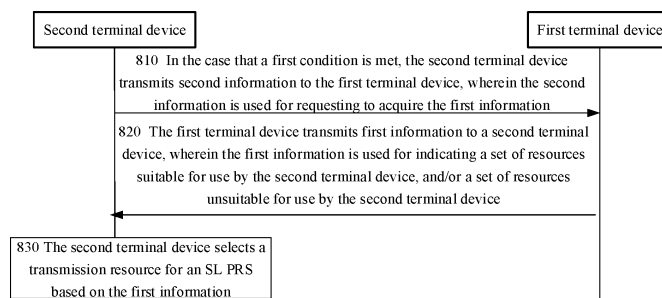 Second terminal device
First terminal device
810 In the case that a first condition is met, the second terminal device
transmits second information to the first terminal device, wherein the second
information is used for requesting to acquire the first information
820 The first terminal device transmits first information to a second terminal
device, wherein the first information is used for indicating a set of resources
suitable for use by the second terminal device, and/or a set of resources
unsuitable for use by the second terminal device
830 The second terminal device selects a
transmission resource for an SL PRS
based on the first information